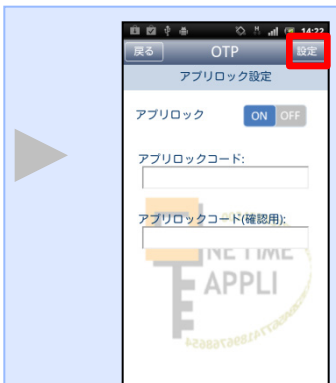 14:22
戻る OTP 設定
アプリロック設定
アプリロック ON OFF
アプリロックコード:
アプリロックコード(確認用):
NE TIME
APPLI